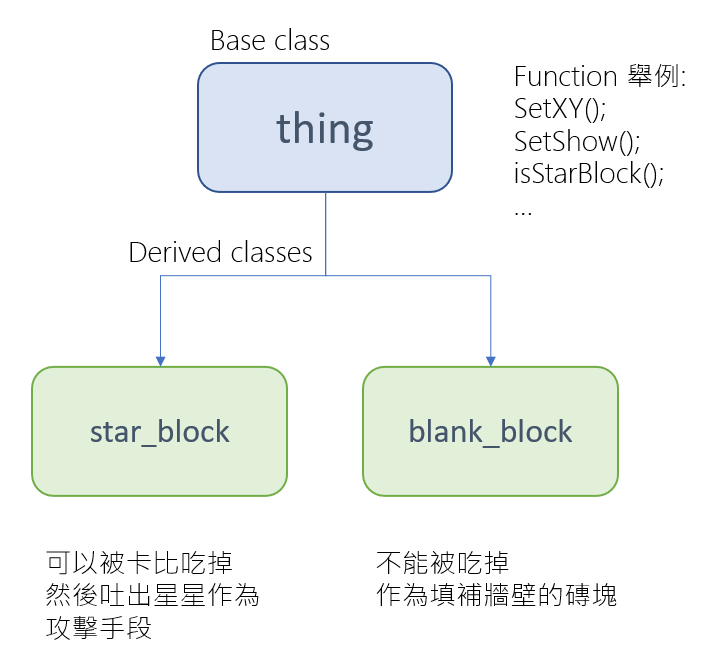 Base class
thing
Function 舉例:
SetXY();
SetShow();
isStarBlock();
...
Derived classes
star_block
blank_block
可以被卡比吃掉
然後吐出星星作為
攻擊手段
不能被吃掉
作為填補牆壁的磚塊